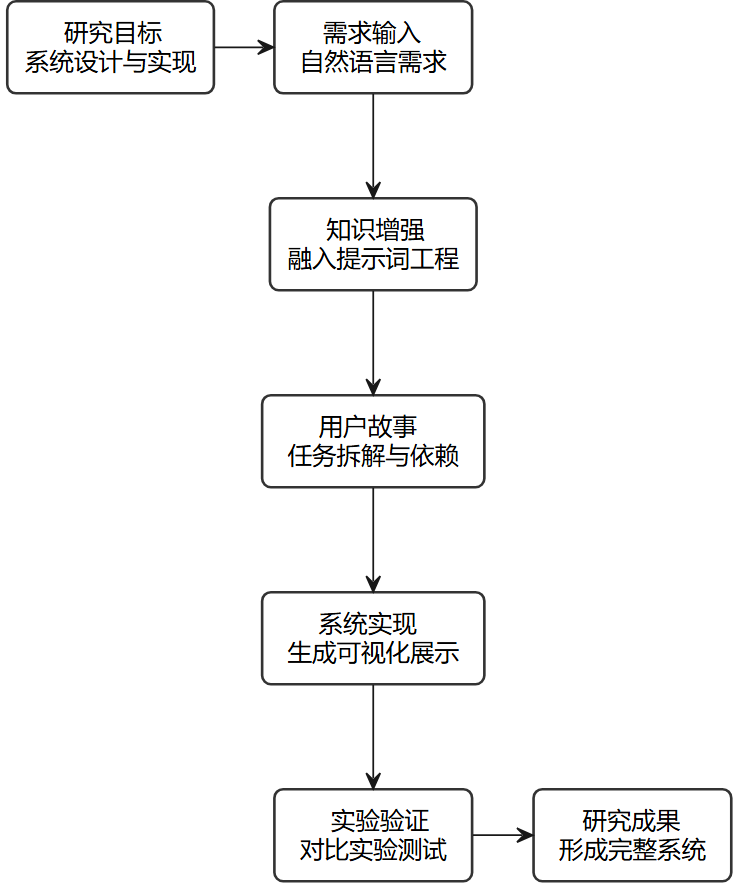 研究目标
系统设计与实现
需求输入
自然语言需求
知识增强
融入提示词工程
用户故事
任务拆解与依赖
系统实现
生成可视化展示
实验验证
对比实验测试
研究成果
形成完整系统